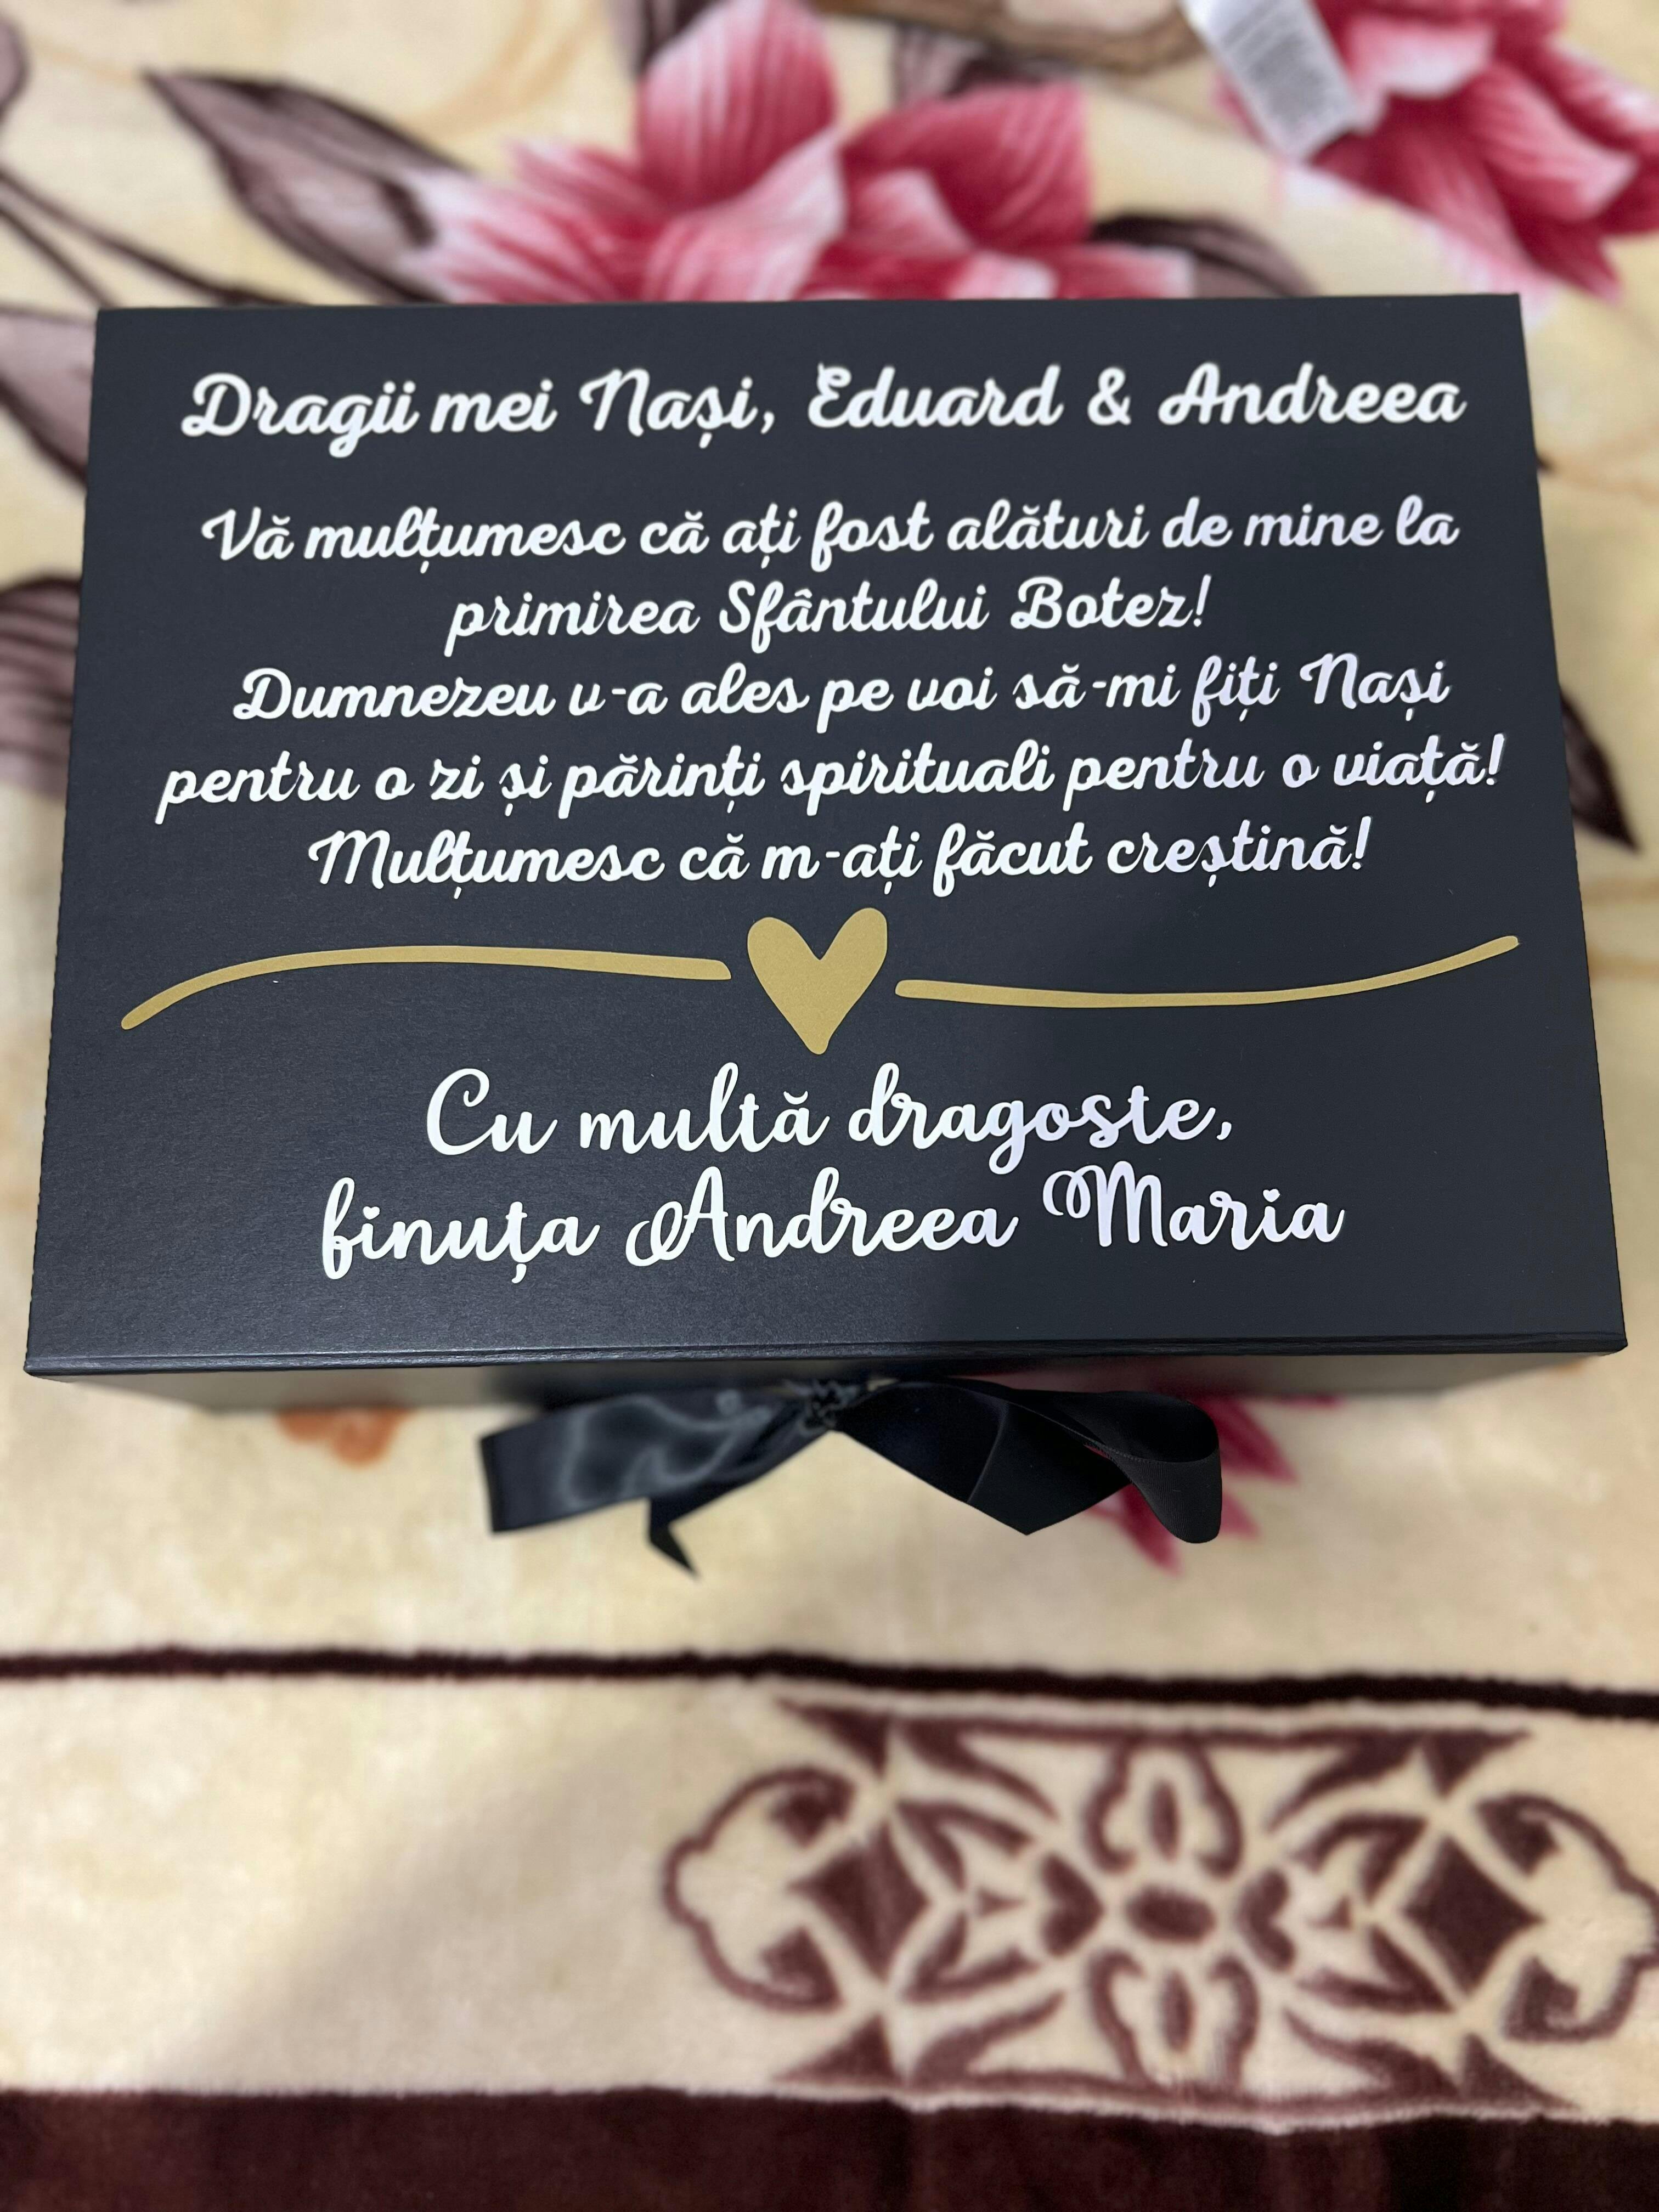 Dragii mei Nași, Eduard & Andreea
Vă mulțumesc că ați fost alături de mine la
primirea Sfântului Botez!
Dumnezeu v-a ales pe voi să-mi fiți Nași
pentru o zi și părinți spirituali pentru o viață!
Mulțumesc că m-ați făcut creștină!
Cu multă dragoste,
finuța Andreea Maria